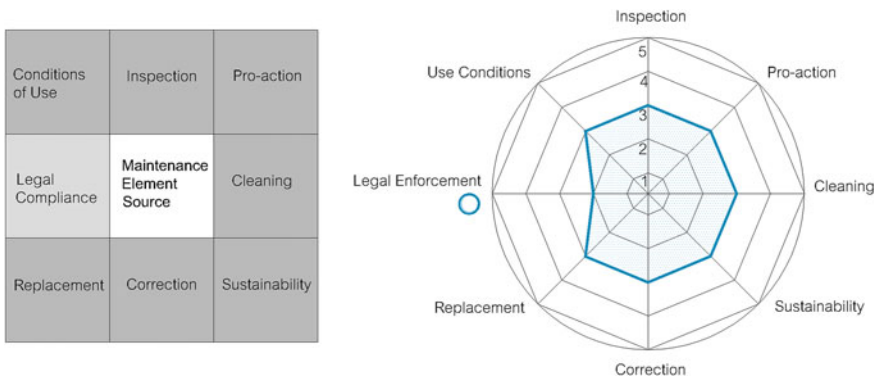 Conditions
of Use
Inspection
Pro-action
Legal
Compliance
Maintenance
Element
Source
Cleaning
Replacement
Correction
Sustainability
Inspection
Use Conditions
Pro-action
5
4
3
2
1
Legal Enforcement
Cleaning
Replacement
Sustainability
Correction